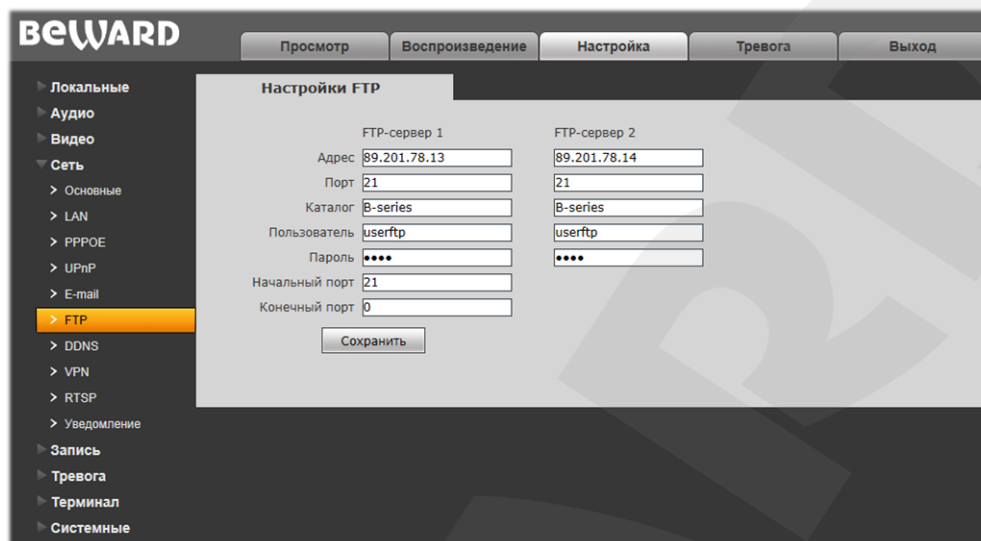 BEWARD
Просмотр Воспроизведение Настройка Тревога Выход
Локальные
Аудио
Видео
Сеть
> Основные
> LAN
> PPPOE
> UPnP
> E-mail
> FTP
> DDNS
> VPN
> RTSP
> Уведомление
Запись
Тревога
Терминал
Системные
Настройки FTP
FTP-сервер 1 FTP-сервер 2
Адрес 89.201.78.13 89.201.78.14
Порт 21 21
Каталог B-series B-series
Пользователь userftp userftp
Пароль •••• ••••
Начальный порт 21
Конечный порт 0
Сохранить